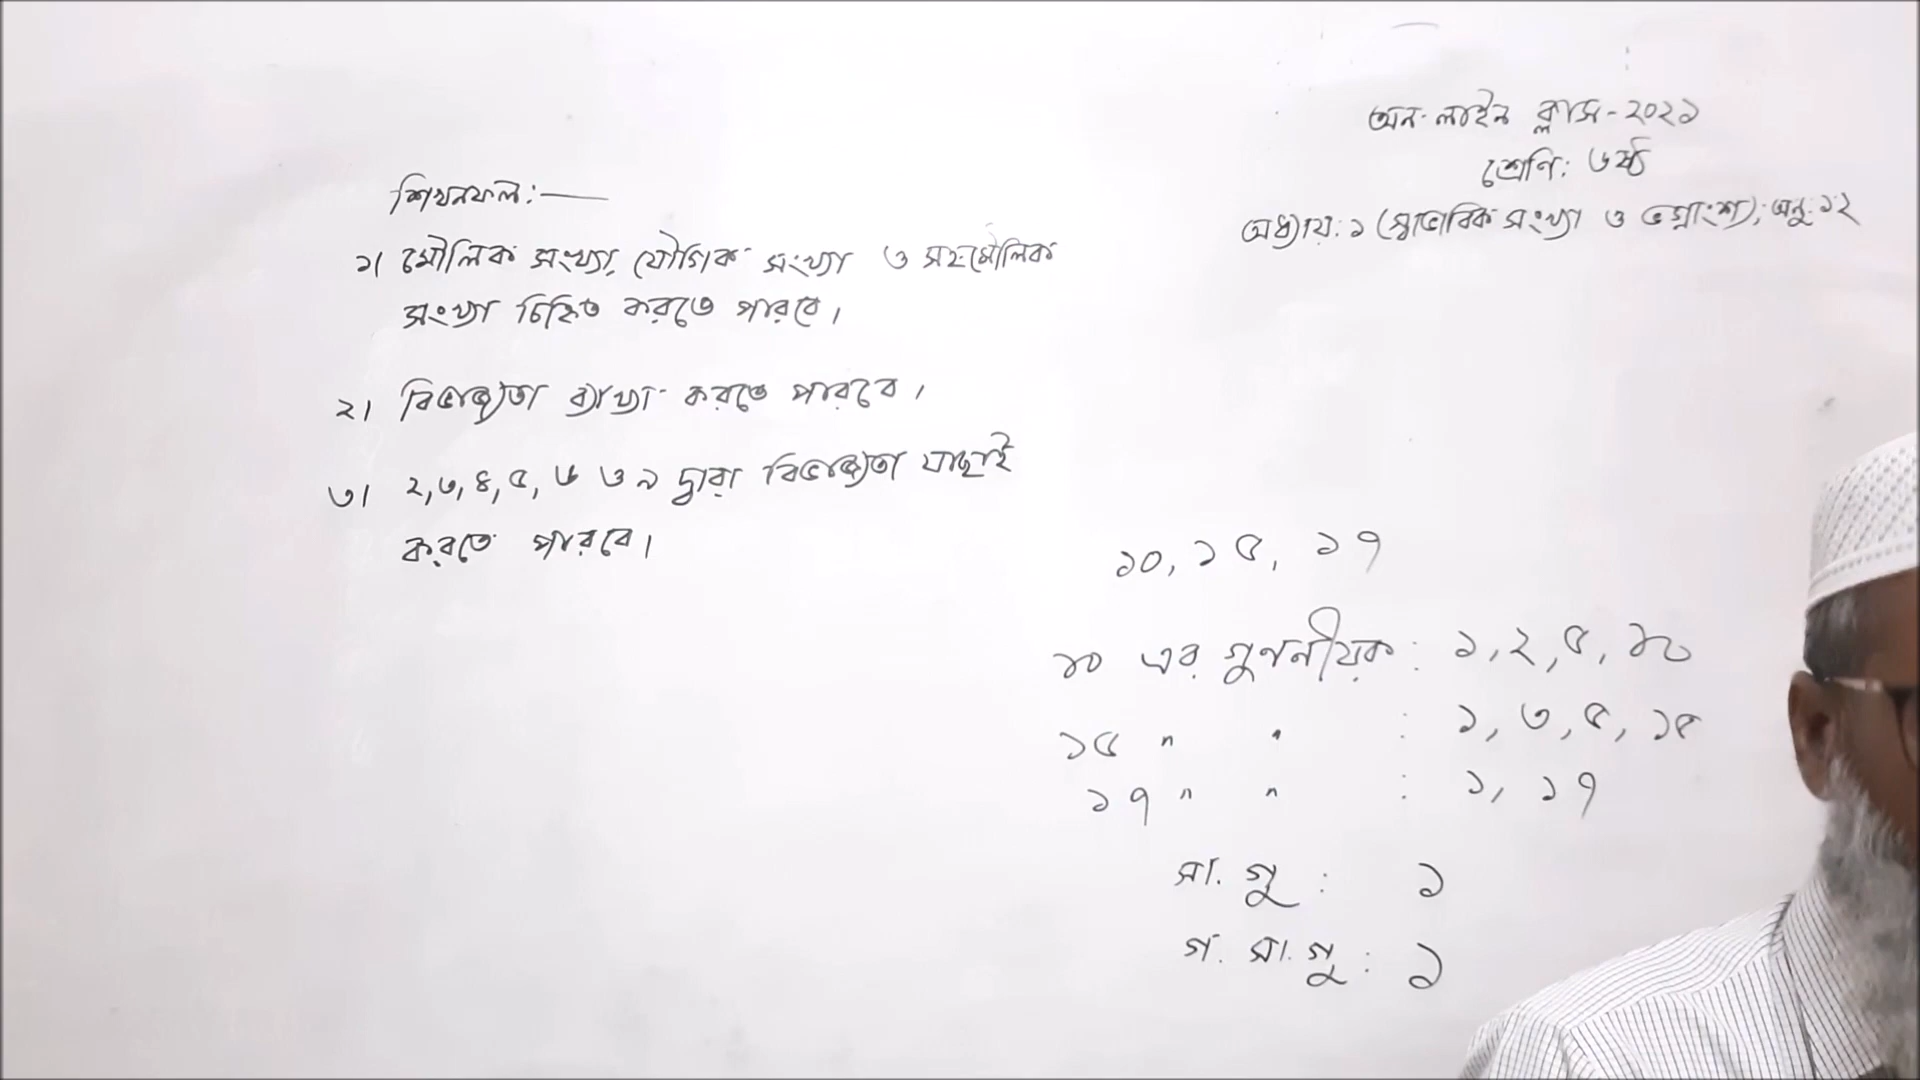 অন-লাইন ক্লাস-২০২১
শ্রেণি: ৬ষ্ঠ
অধ্যায়: ১ (স্বাভাবিক সংখ্যা ও ভগ্নাংশ), অনু: ১.২
শিখনফল:—
১। মৌলিক সংখ্যা, যৌগিক সংখ্যা ও সহমৌলিক
সংখ্যা চিহ্নিত করতে পারবে।
২। বিভাজ্যতা ব্যাখ্যা করতে পারবে।
৩। ২,৩,৪,৫,৬ ও ৯ দ্বারা বিভাজ্যতা যাচাই
করতে পারবে।
১০, ১৫, ১৭
১০ এর গুণনীয়ক: ১, ২, ৫, ১০
১৫ " " : ১, ৩, ৫, ১৫
১৭ " " : ১, ১৭
সা. গু : ১
গ. সা. গু : ১